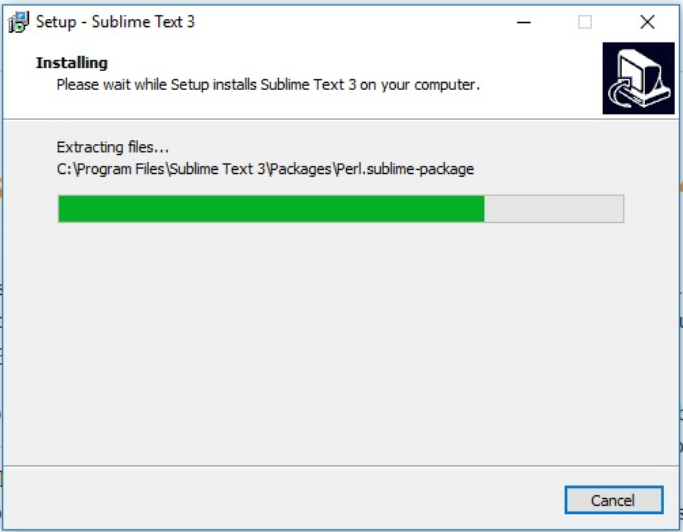 Setup - Sublime Text 3
Installing
Please wait while Setup installs Sublime Text 3 on your computer.
Extracting files...
C:\Program Files\Sublime Text 3\Packages\Perl.sublime-package
Cancel